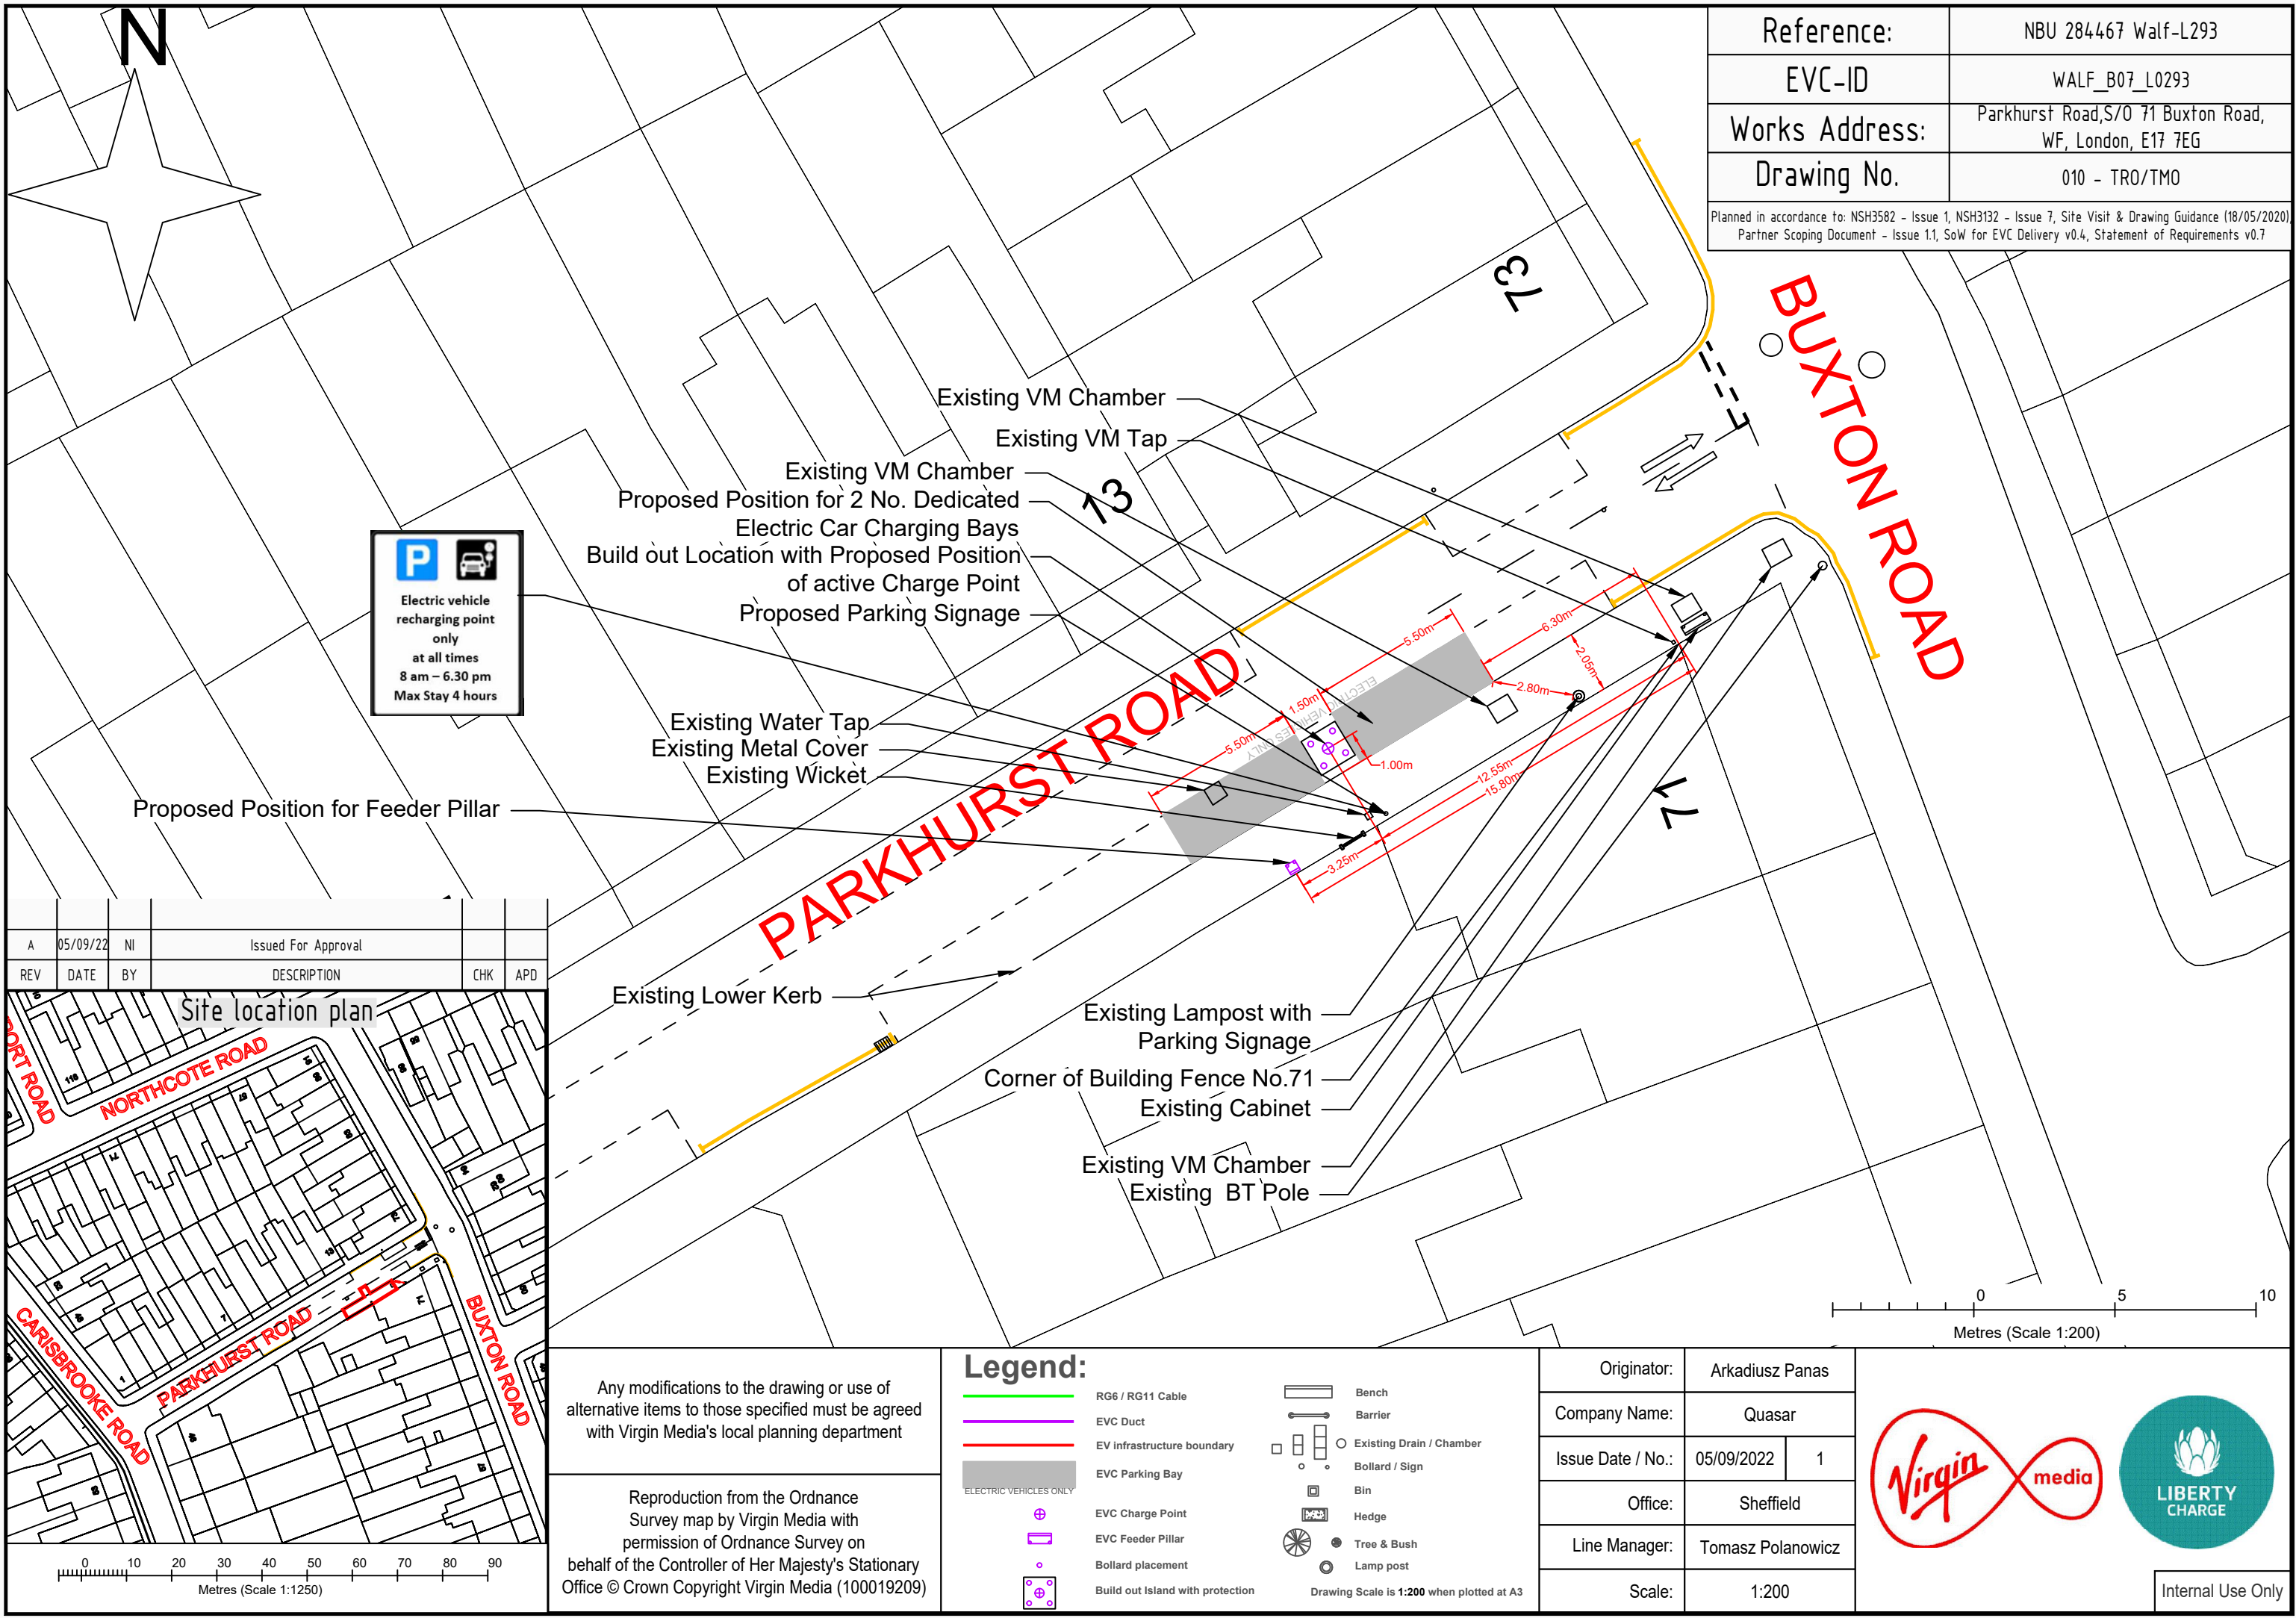 N
Reference:
NBU 284467 Walf-L293
EVC-ID
WALF_B07_L0293
Works Address:
Parkhurst Road,S/O 71 Buxton Road,
WF, London, E17 7EG
Drawing No.
010 - TRO/TMO
Planned in accordance to: NSH3582 - Issue 1, NSH3132 - Issue 7, Site Visit & Drawing Guidance (18/05/2020),
Partner Scoping Document - Issue 1.1, SoW for EVC Delivery v0.4, Statement of Requirements v0.7
73
BUXTON ROAD
Existing VM Chamber
Existing VM Tap
Existing VM Chamber
13
Proposed Position for 2 No. Dedicated
Electric Car Charging Bays
Build out Location with Proposed Position
of active Charge Point
Proposed Parking Signage
P
Electric vehicle
recharging point
only
at all times
8 am – 6.30 pm
Max Stay 4 hours
Existing Water Tap
Existing Metal Cover
Existing Wicket
Proposed Position for Feeder Pillar
PARKHURST ROAD
ELECTRIC VEHICLES ONLY
5.50m
1.50m
5.50m
6.30m
2.05m
2.80m
1.00m
12.55m
15.80m
3.25m
71
Existing Lower Kerb
Existing Lampost with
Parking Signage
Corner of Building Fence No.71
Existing Cabinet
Existing VM Chamber
Existing BT Pole
A 05/09/22 NI Issued For Approval
REV DATE BY DESCRIPTION CHK APD
Site location plan
PORT ROAD
NORTHCOTE ROAD
CARISBROOKE ROAD
PARKHURST ROAD
BUXTON ROAD
0 10 20 30 40 50 60 70 80 90
Metres (Scale 1:1250)
0 5 10
Metres (Scale 1:200)
Any modifications to the drawing or use of
alternative items to those specified must be agreed
with Virgin Media's local planning department
Reproduction from the Ordnance
Survey map by Virgin Media with
permission of Ordnance Survey on
behalf of the Controller of Her Majesty's Stationary
Office © Crown Copyright Virgin Media (100019209)
Legend:
RG6 / RG11 Cable
EVC Duct
EV infrastructure boundary
EVC Parking Bay
ELECTRIC VEHICLES ONLY
EVC Charge Point
EVC Feeder Pillar
Bollard placement
Build out Island with protection
Bench
Barrier
Existing Drain / Chamber
Bollard / Sign
Bin
Hedge
Tree & Bush
Lamp post
Drawing Scale is 1:200 when plotted at A3
Originator: Arkadiusz Panas
Company Name: Quasar
Issue Date / No.: 05/09/2022 1
Office: Sheffield
Line Manager: Tomasz Polanowicz
Scale: 1:200
Virgin media
LIBERTY
CHARGE
Internal Use Only